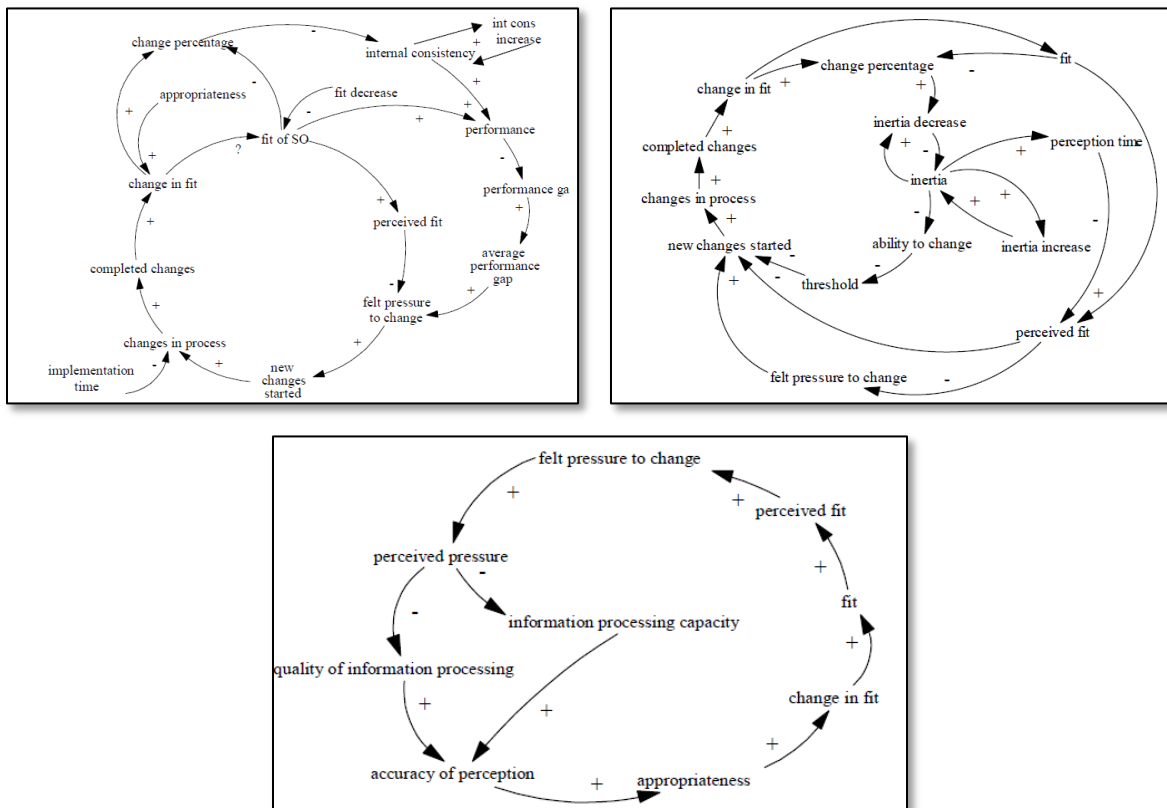 int cons
increase
change percentage
-
internal consistency
+
+
-
appropriateness
fit decrease
+
-
+
+
performance
fit of SO
?
+
-
change in fit
performance ga
+
+
perceived fit
+
average
performance
gap
completed changes
-
+
felt pressure
to change
+
changes in process
+
implementation
time
-
+
new
changes
started
fit
change percentage
-
+
change in fit
+
inertia decrease
+
-
+
perception time
completed changes
+
+
inertia
changes in process
+
+
-
-
+
ability to change
inertia increase
new changes started
-
-
-
threshold
+
+
perceived fit
felt pressure to change
-
felt pressure to change
+
+
perceived fit
perceived pressure
-
+
-
fit
information processing capacity
+
quality of information processing
change in fit
+
+
+
accuracy of perception
+
appropriateness